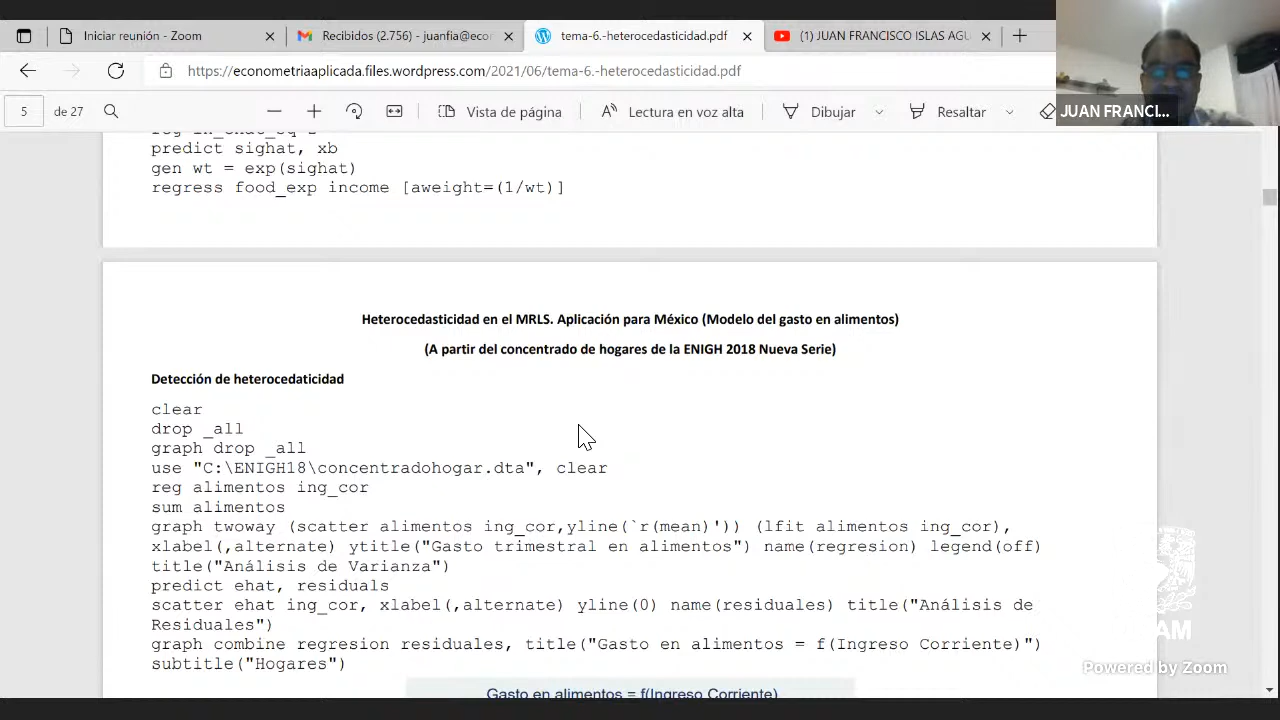 Iniciar reunión - Zoom
Recibidos (2.756) - juanfia@ecor
tema-6.-heterocedasticidad.pdf
(1) JUAN FRANCISCO ISLAS AGU
https://econometriaaplicada.files.wordpress.com/2021/06/tema-6.-heterocedasticidad.pdf
5 de 27
Vista de página
Lectura en voz alta
Dibujar
Resaltar
JUAN FRANCI...
predict sighat, xb
gen wt = exp(sighat)
regress food_exp income [aweight=(1/wt)]
Heterocedasticidad en el MRLS. Aplicación para México (Modelo del gasto en alimentos)
(A partir del concentrado de hogares de la ENIGH 2018 Nueva Serie)
Detección de heterocedaticidad
clear
drop _all
graph drop _all
use "C:\ENIGH18\concentradohogar.dta", clear
reg alimentos ing_cor
sum alimentos
graph twoway (scatter alimentos ing_cor,yline(`r(mean)')) (lfit alimentos ing_cor),
xlabel(,alternate) ytitle("Gasto trimestral en alimentos") name(regresion) legend(off)
title("Análisis de Varianza")
predict ehat, residuals
scatter ehat ing_cor, xlabel(,alternate) yline(0) name(residuales) title("Análisis de
Residuales")
graph combine regresion residuales, title("Gasto en alimentos = f(Ingreso Corriente)")
subtitle("Hogares")
Gasto en alimentos = f(Ingreso Corriente)
Powered by Zoom